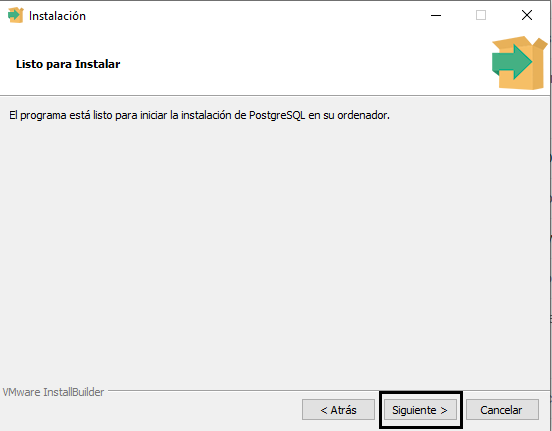 Instalación
Listo para Instalar
El programa está listo para iniciar la instalación de PostgreSQL en su ordenador.
VMware InstallBuilder
< Atrás
Siguiente >
Cancelar